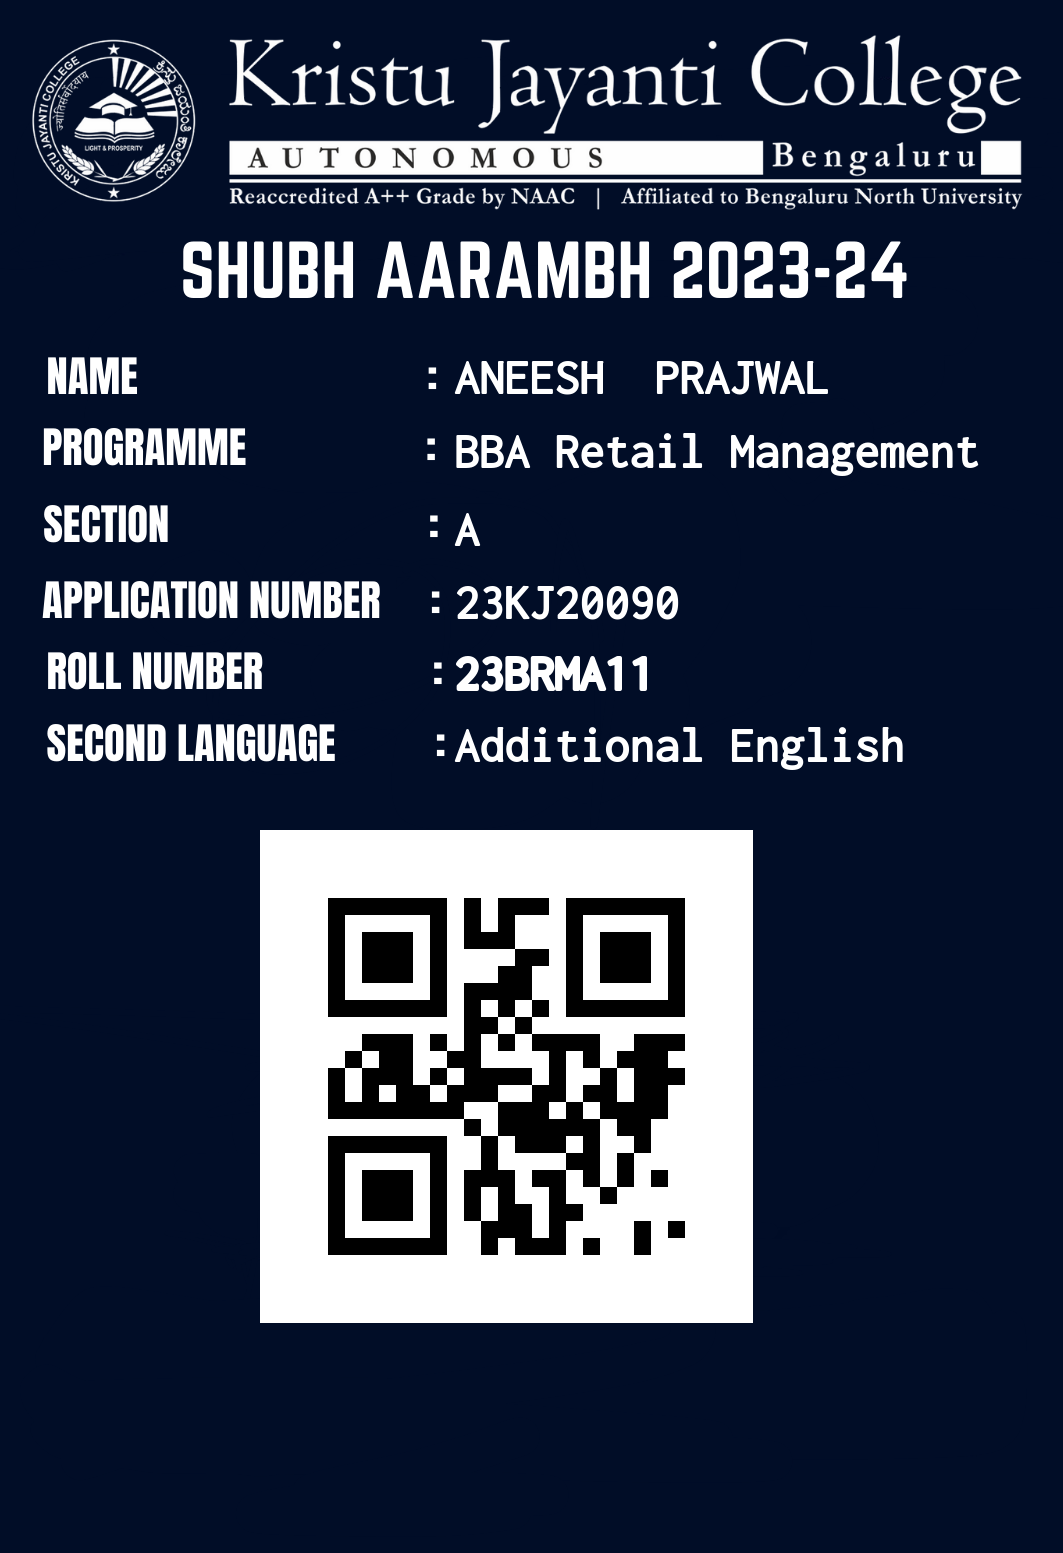 KRISTU JAYANTI COLLEGE
ಕ್ರಿಸ್ತು ಜಯಂತಿ ಕಾಲೇಜು
LIGHT & PROSPERITY
Kristu Jayanti College
AUTONOMOUS Bengaluru
Reaccredited A++ Grade by NAAC | Affiliated to Bengaluru North University
SHUBH AARAMBH 2023-24
NAME : ANEESH PRAJWAL
PROGRAMME : BBA Retail Management
SECTION : A
APPLICATION NUMBER : 23KJ20090
ROLL NUMBER : 23BRMA11
SECOND LANGUAGE : Additional English